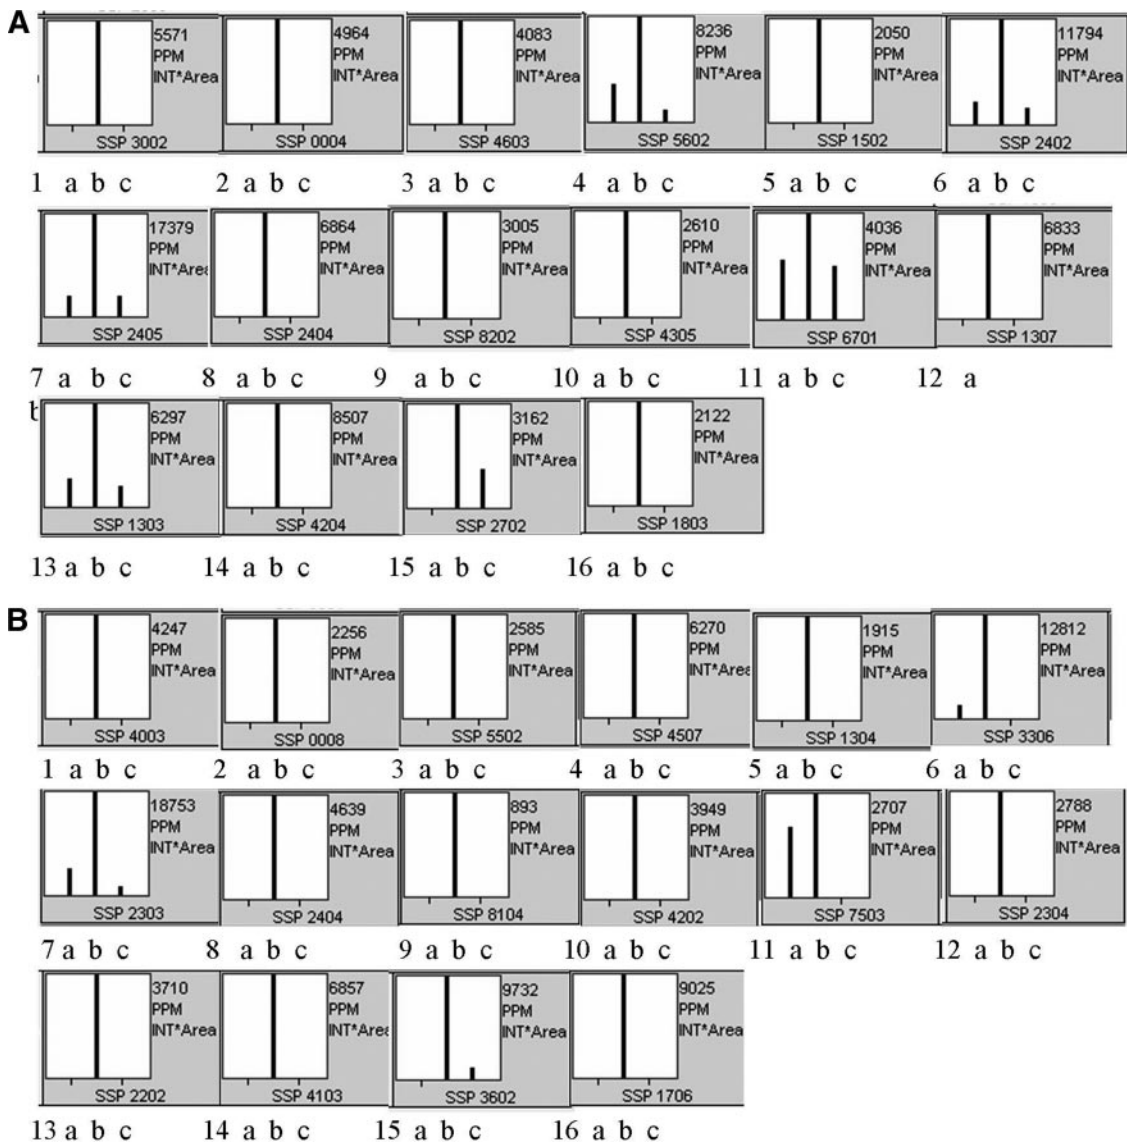 A
5571 4964 4083 8236 2050 11794
PPM PPM PPM PPM PPM PPM
INT*Area INT*Area INT*Area INT*Area INT*Area INT*Area
SSP 3002 SSP 0004 SSP 4603 SSP 5602 SSP 1502 SSP 2402
1 a b c 2 a b c 3 a b c 4 a b c 5 a b c 6 a b c
17379 6864 3005 2610 4036 6833
PPM PPM PPM PPM PPM PPM
INT*Area INT*Area INT*Area INT*Area INT*Area INT*Area
SSP 2405 SSP 2404 SSP 8202 SSP 4305 SSP 6701 SSP 1307
7 a b c 8 a b c 9 a b c 10 a b c 11 a b c 12 a
6297 8507 3162 2122
PPM PPM PPM PPM
INT*Area INT*Area INT*Area INT*Area
SSP 1303 SSP 4204 SSP 2702 SSP 1803
13 a b c 14 a b c 15 a b c 16 a b c
B
4247 2256 2585 6270 1915 12812
PPM PPM PPM PPM PPM PPM
INT*Area INT*Area INT*Area INT*Area INT*Area INT*Area
SSP 4003 SSP 0008 SSP 5502 SSP 4507 SSP 1304 SSP 3306
1 a b c 2 a b c 3 a b c 4 a b c 5 a b c 6 a b c
18753 4639 893 3949 2707 2788
PPM PPM PPM PPM PPM PPM
INT*Area INT*Area INT*Area INT*Area INT*Area INT*Area
SSP 2303 SSP 2404 SSP 8104 SSP 4202 SSP 7503 SSP 2304
7 a b c 8 a b c 9 a b c 10 a b c 11 a b c 12 a b c
3710 6857 9732 9025
PPM PPM PPM PPM
INT*Area INT*Area INT*Area INT*Area
SSP 2202 SSP 4103 SSP 3602 SSP 1706
13 a b c 14 a b c 15 a b c 16 a b c